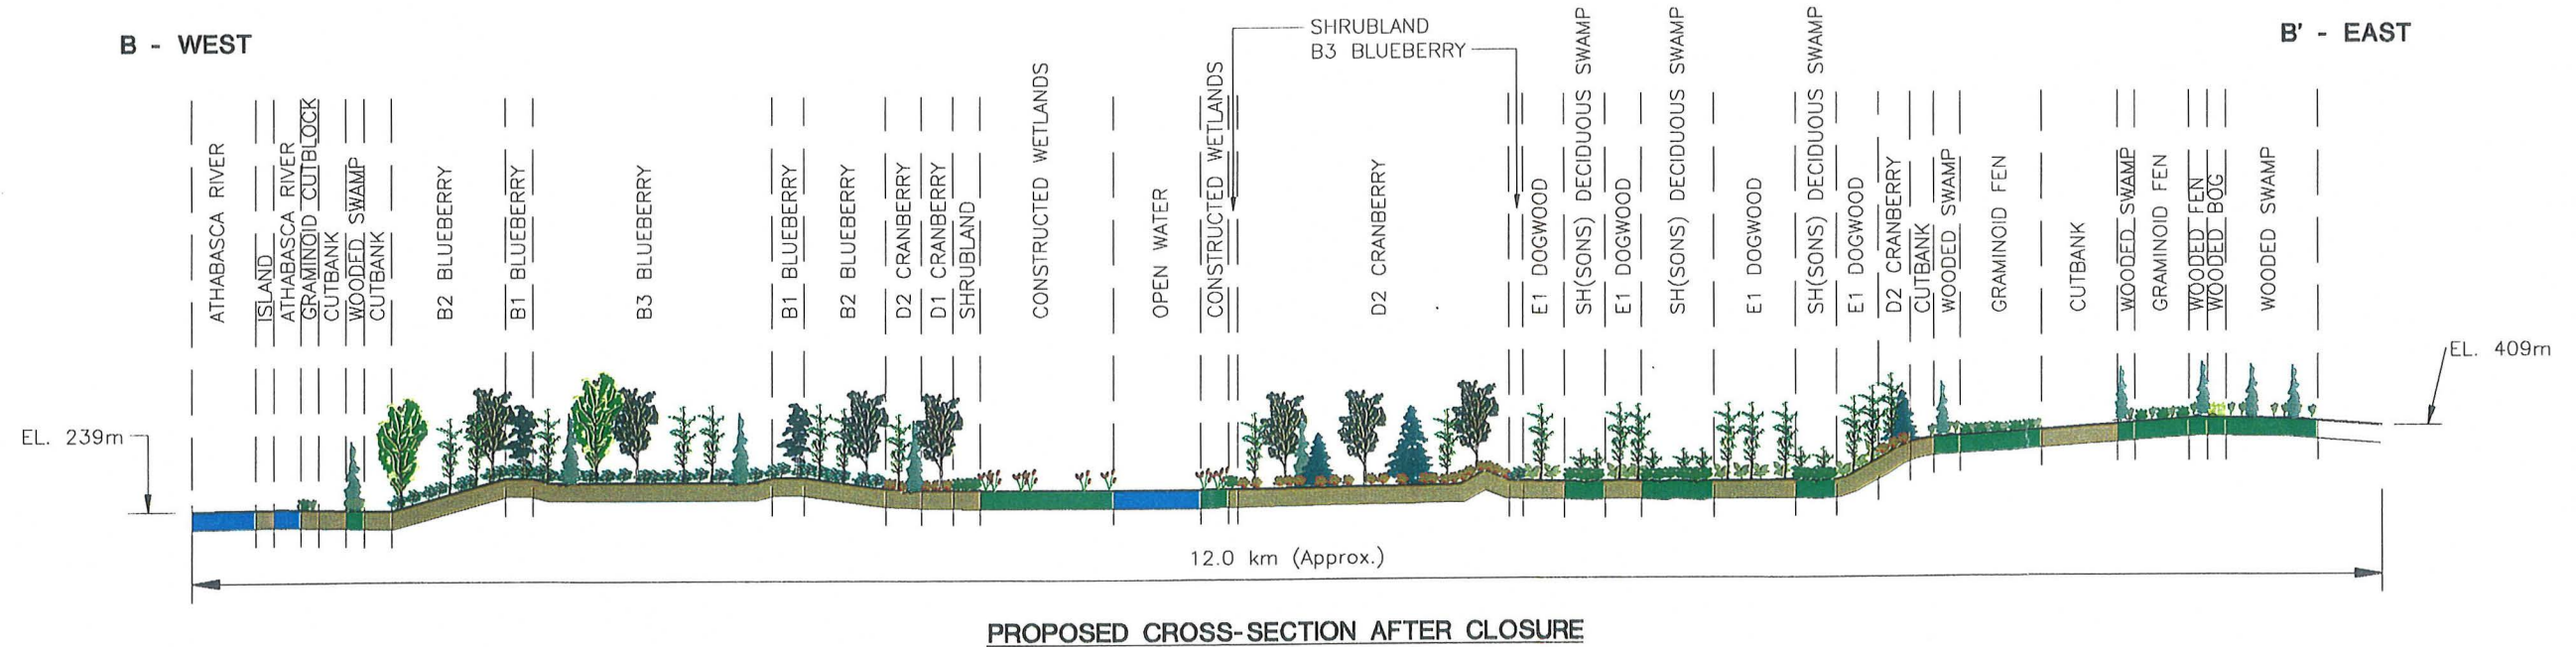 B - WEST
B' - EAST
SHRUBLAND
B3 BLUEBERRY
ATHABASCA RIVER
ISLAND
ATHABASCA RIVER
GRAMINOID CUTBLOCK
CUTBANK
WOODED SWAMP
CUTBANK
B2 BLUEBERRY
B1 BLUEBERRY
B3 BLUEBERRY
B1 BLUEBERRY
B2 BLUEBERRY
D2 CRANBERRY
D1 CRANBERRY
SHRUBLAND
CONSTRUCTED WETLANDS
OPEN WATER
CONSTRUCTED WETLANDS
D2 CRANBERRY
E1 DOGWOOD
SH(SONS) DECIDUOUS SWAMP
E1 DOGWOOD
SH(SONS) DECIDUOUS SWAMP
E1 DOGWOOD
SH(SONS) DECIDUOUS SWAMP
E1 DOGWOOD
D2 CRANBERRY
CUTBANK
WOODED SWAMP
GRAMINOID FEN
CUTBANK
WOODED SWAMP
GRAMINOID FEN
WOODED FEN
WOODED BOG
WOODED SWAMP
EL. 409m
EL. 239m
12.0 km (Approx.)
PROPOSED CROSS-SECTION AFTER CLOSURE